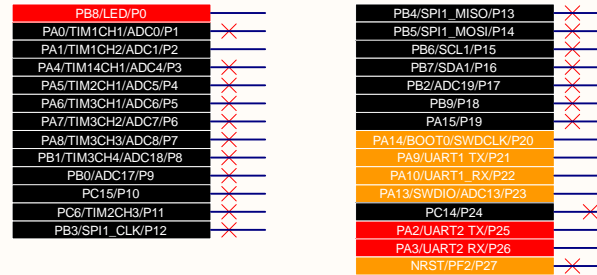 PB8/LED/P0
PA0/TIM1CH1/ADC0/P1
PA1/TIM1CH2/ADC1/P2
PA4/TIM14CH1/ADC4/P3
PA5/TIM2CH1/ADC5/P4
PA6/TIM3CH1/ADC6/P5
PA7/TIM3CH2/ADC7/P6
PA8/TIM3CH3/ADC8/P7
PB1/TIM3CH4/ADC18/P8
PB0/ADC17/P9
PC15/P10
PC6/TIM2CH3/P11
PB3/SPI1_CLK/P12
PB4/SPI1_MISO/P13
PB5/SPI1_MOSI/P14
PB6/SCL1/P15
PB7/SDA1/P16
PB2/ADC19/P17
PB9/P18
PA15/P19
PA14/BOOT0/SWDCLK/P20
PA9/UART1 TX/P21
PA10/UART1_RX/P22
PA13/SWDIO/ADC13/P23
PC14/P24
PA2/UART2 TX/P25
PA3/UART2 RX/P26
NRST/PF2/P27